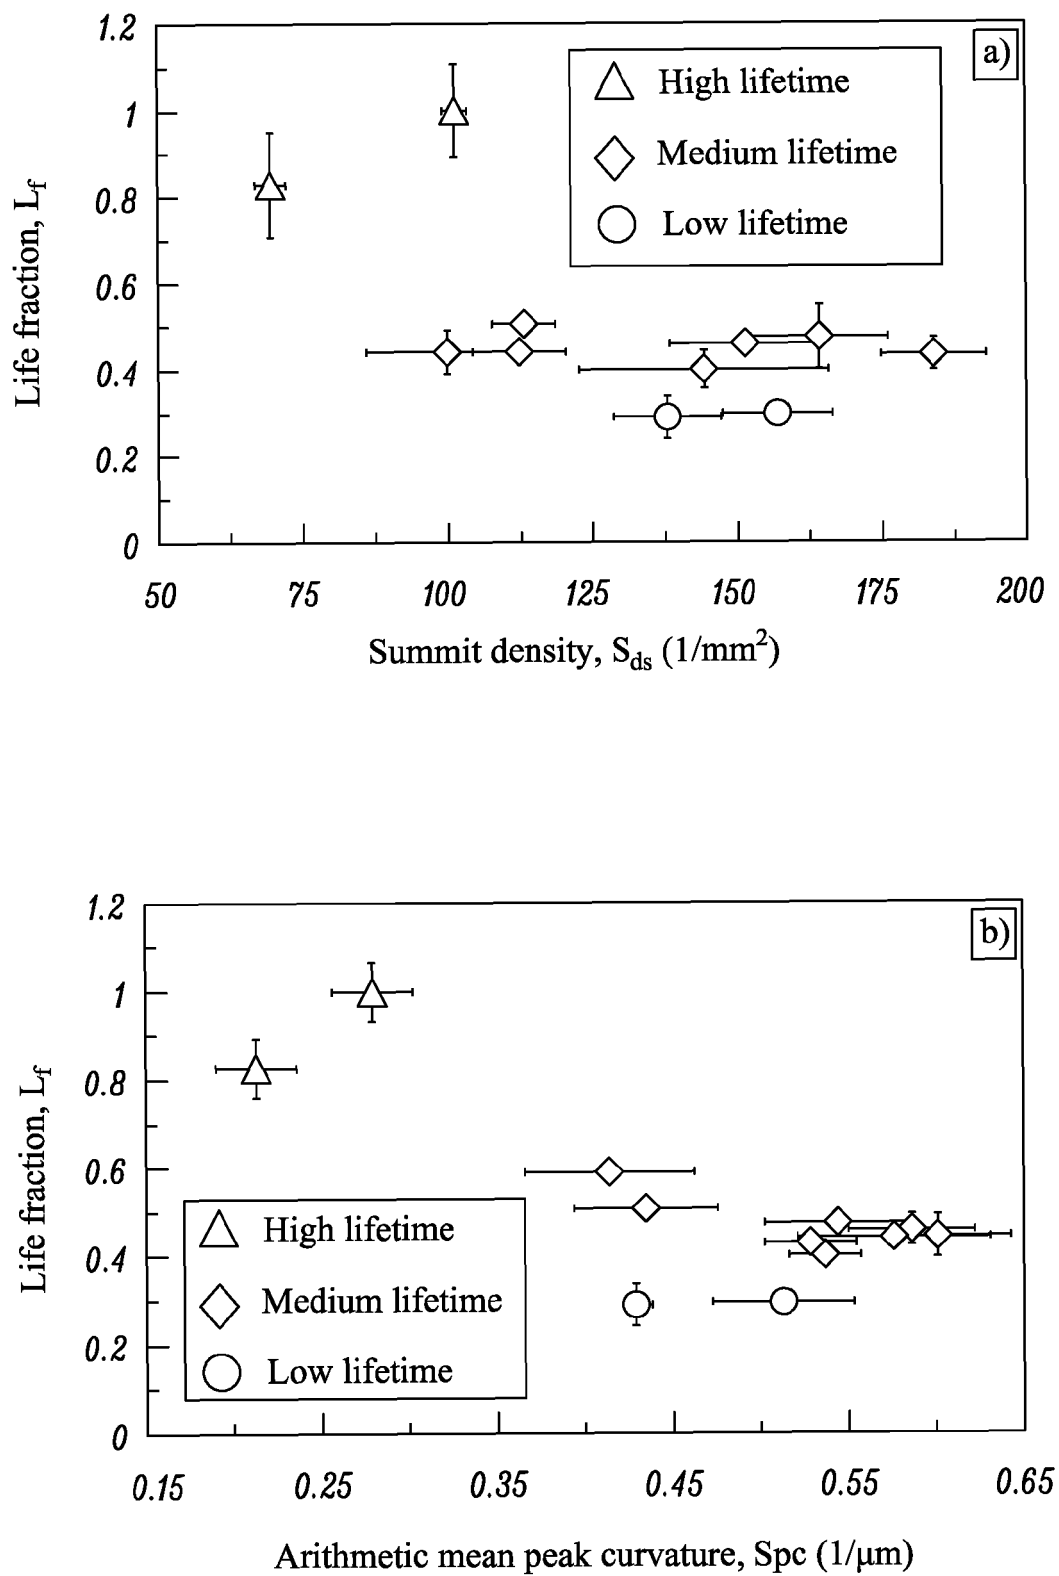 1.2
a)
High lifetime
1
Medium lifetime
0.8
Low lifetime
Life fraction, Lf
0.6
0.4
0.2
0
50 75 100 125 150 175 200
Summit density, Sds (1/mm²)
1.2
b)
1
0.8
Life fraction, Lf
0.6
High lifetime
0.4
Medium lifetime
0.2
Low lifetime
0
0.15 0.25 0.35 0.45 0.55 0.65
Arithmetic mean peak curvature, Spc (1/μm)